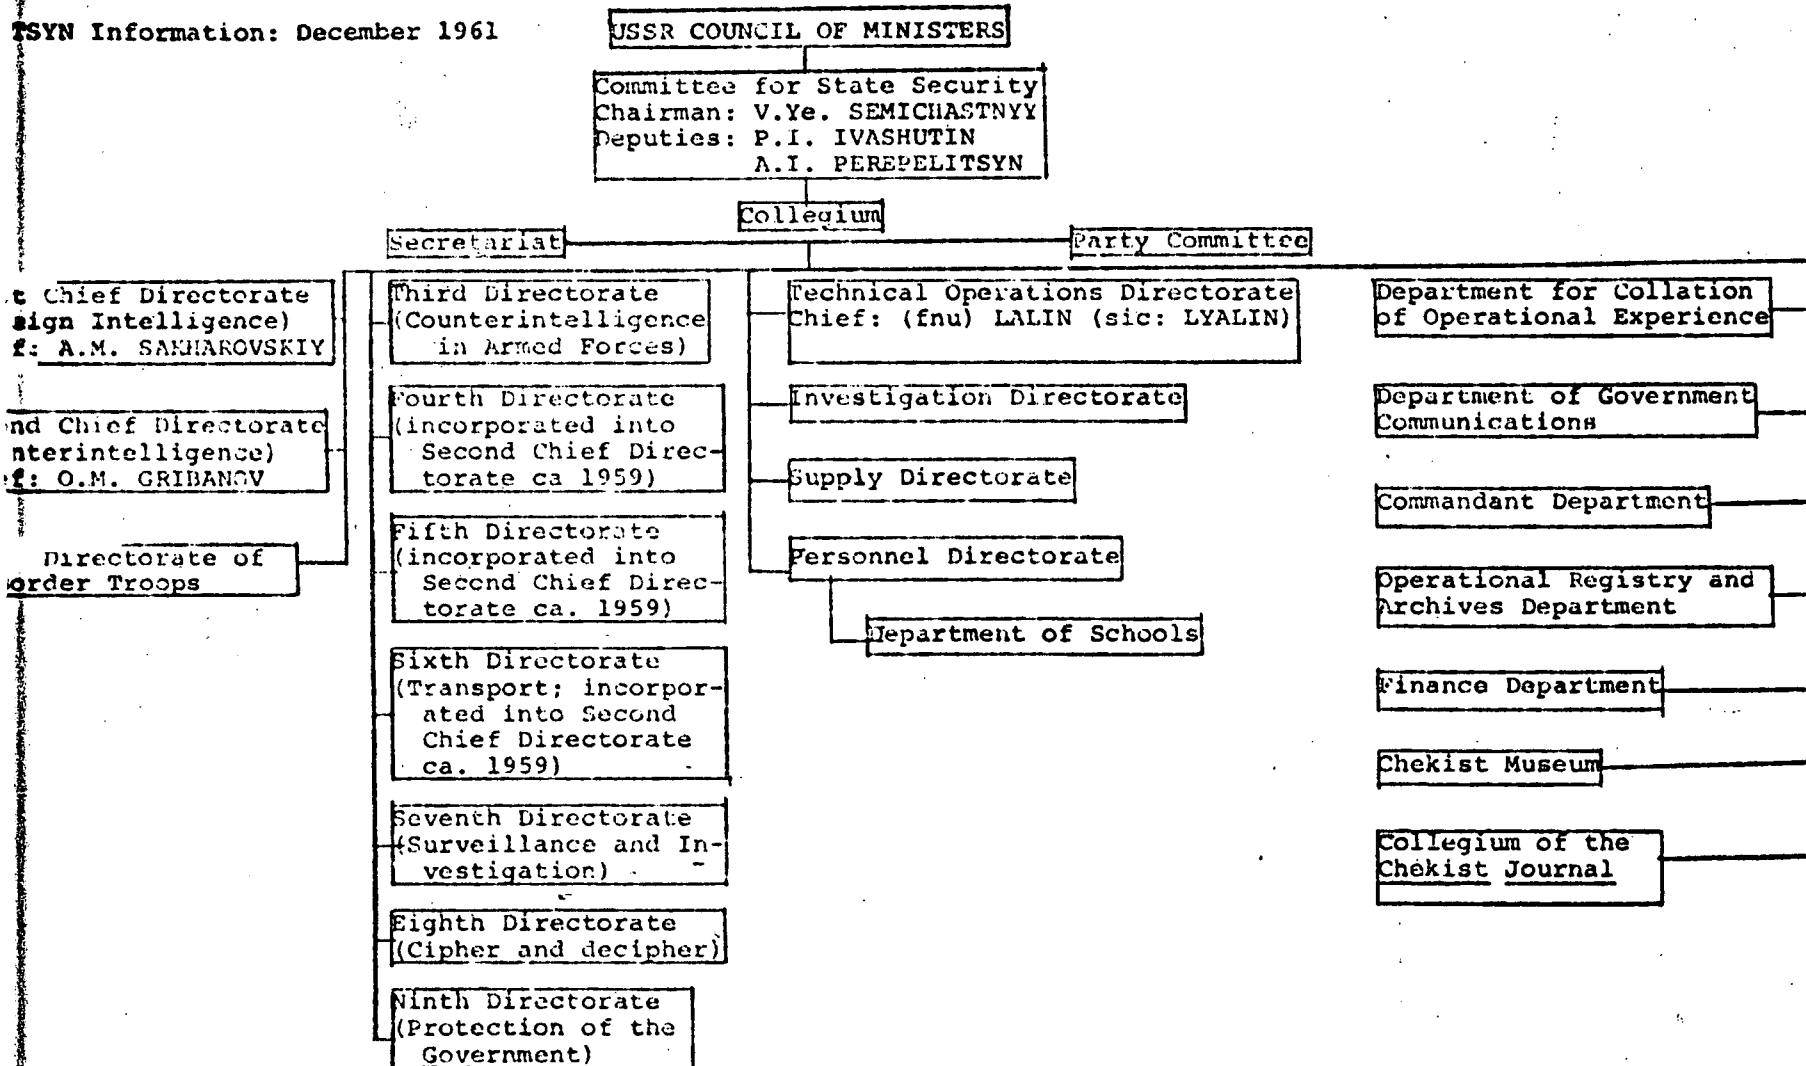 TSYN Information: December 1961
USSR COUNCIL OF MINISTERS
Committee for State Security
Chairman: V.Ye. SEMICHASTNYY
Deputies: P.I. IVASHUTIN
A.I. PEREPELITSYN
Collegium
Secretariat
Party Committee
t Chief Directorate
eign Intelligence)
f: A.M. SAKHAROVSKIY
nd Chief Directorate
nterintelligence)
ef: O.M. GRIBANOV
Directorate of
order Troops
Third Directorate
(Counterintelligence
in Armed Forces)
Fourth Directorate
(incorporated into
Second Chief Direc-
torate ca 1959)
Fifth Directorate
(incorporated into
Second Chief Direc-
torate ca. 1959)
Sixth Directorate
(Transport; incorpor-
ated into Second
Chief Directorate
ca. 1959)
Seventh Directorate
(Surveillance and In-
vestigation)
Eighth Directorate
(Cipher and decipher)
Ninth Directorate
(Protection of the
Government)
Technical Operations Directorate
Chief: (fnu) LALIN (sic: LYALIN)
Investigation Directorate
Supply Directorate
Personnel Directorate
Department of Schools
Department for Collation
of Operational Experience
Department of Government
Communications
Commandant Department
Operational Registry and
Archives Department
Finance Department
Chekist Museum
Collegium of the
Chekist Journal